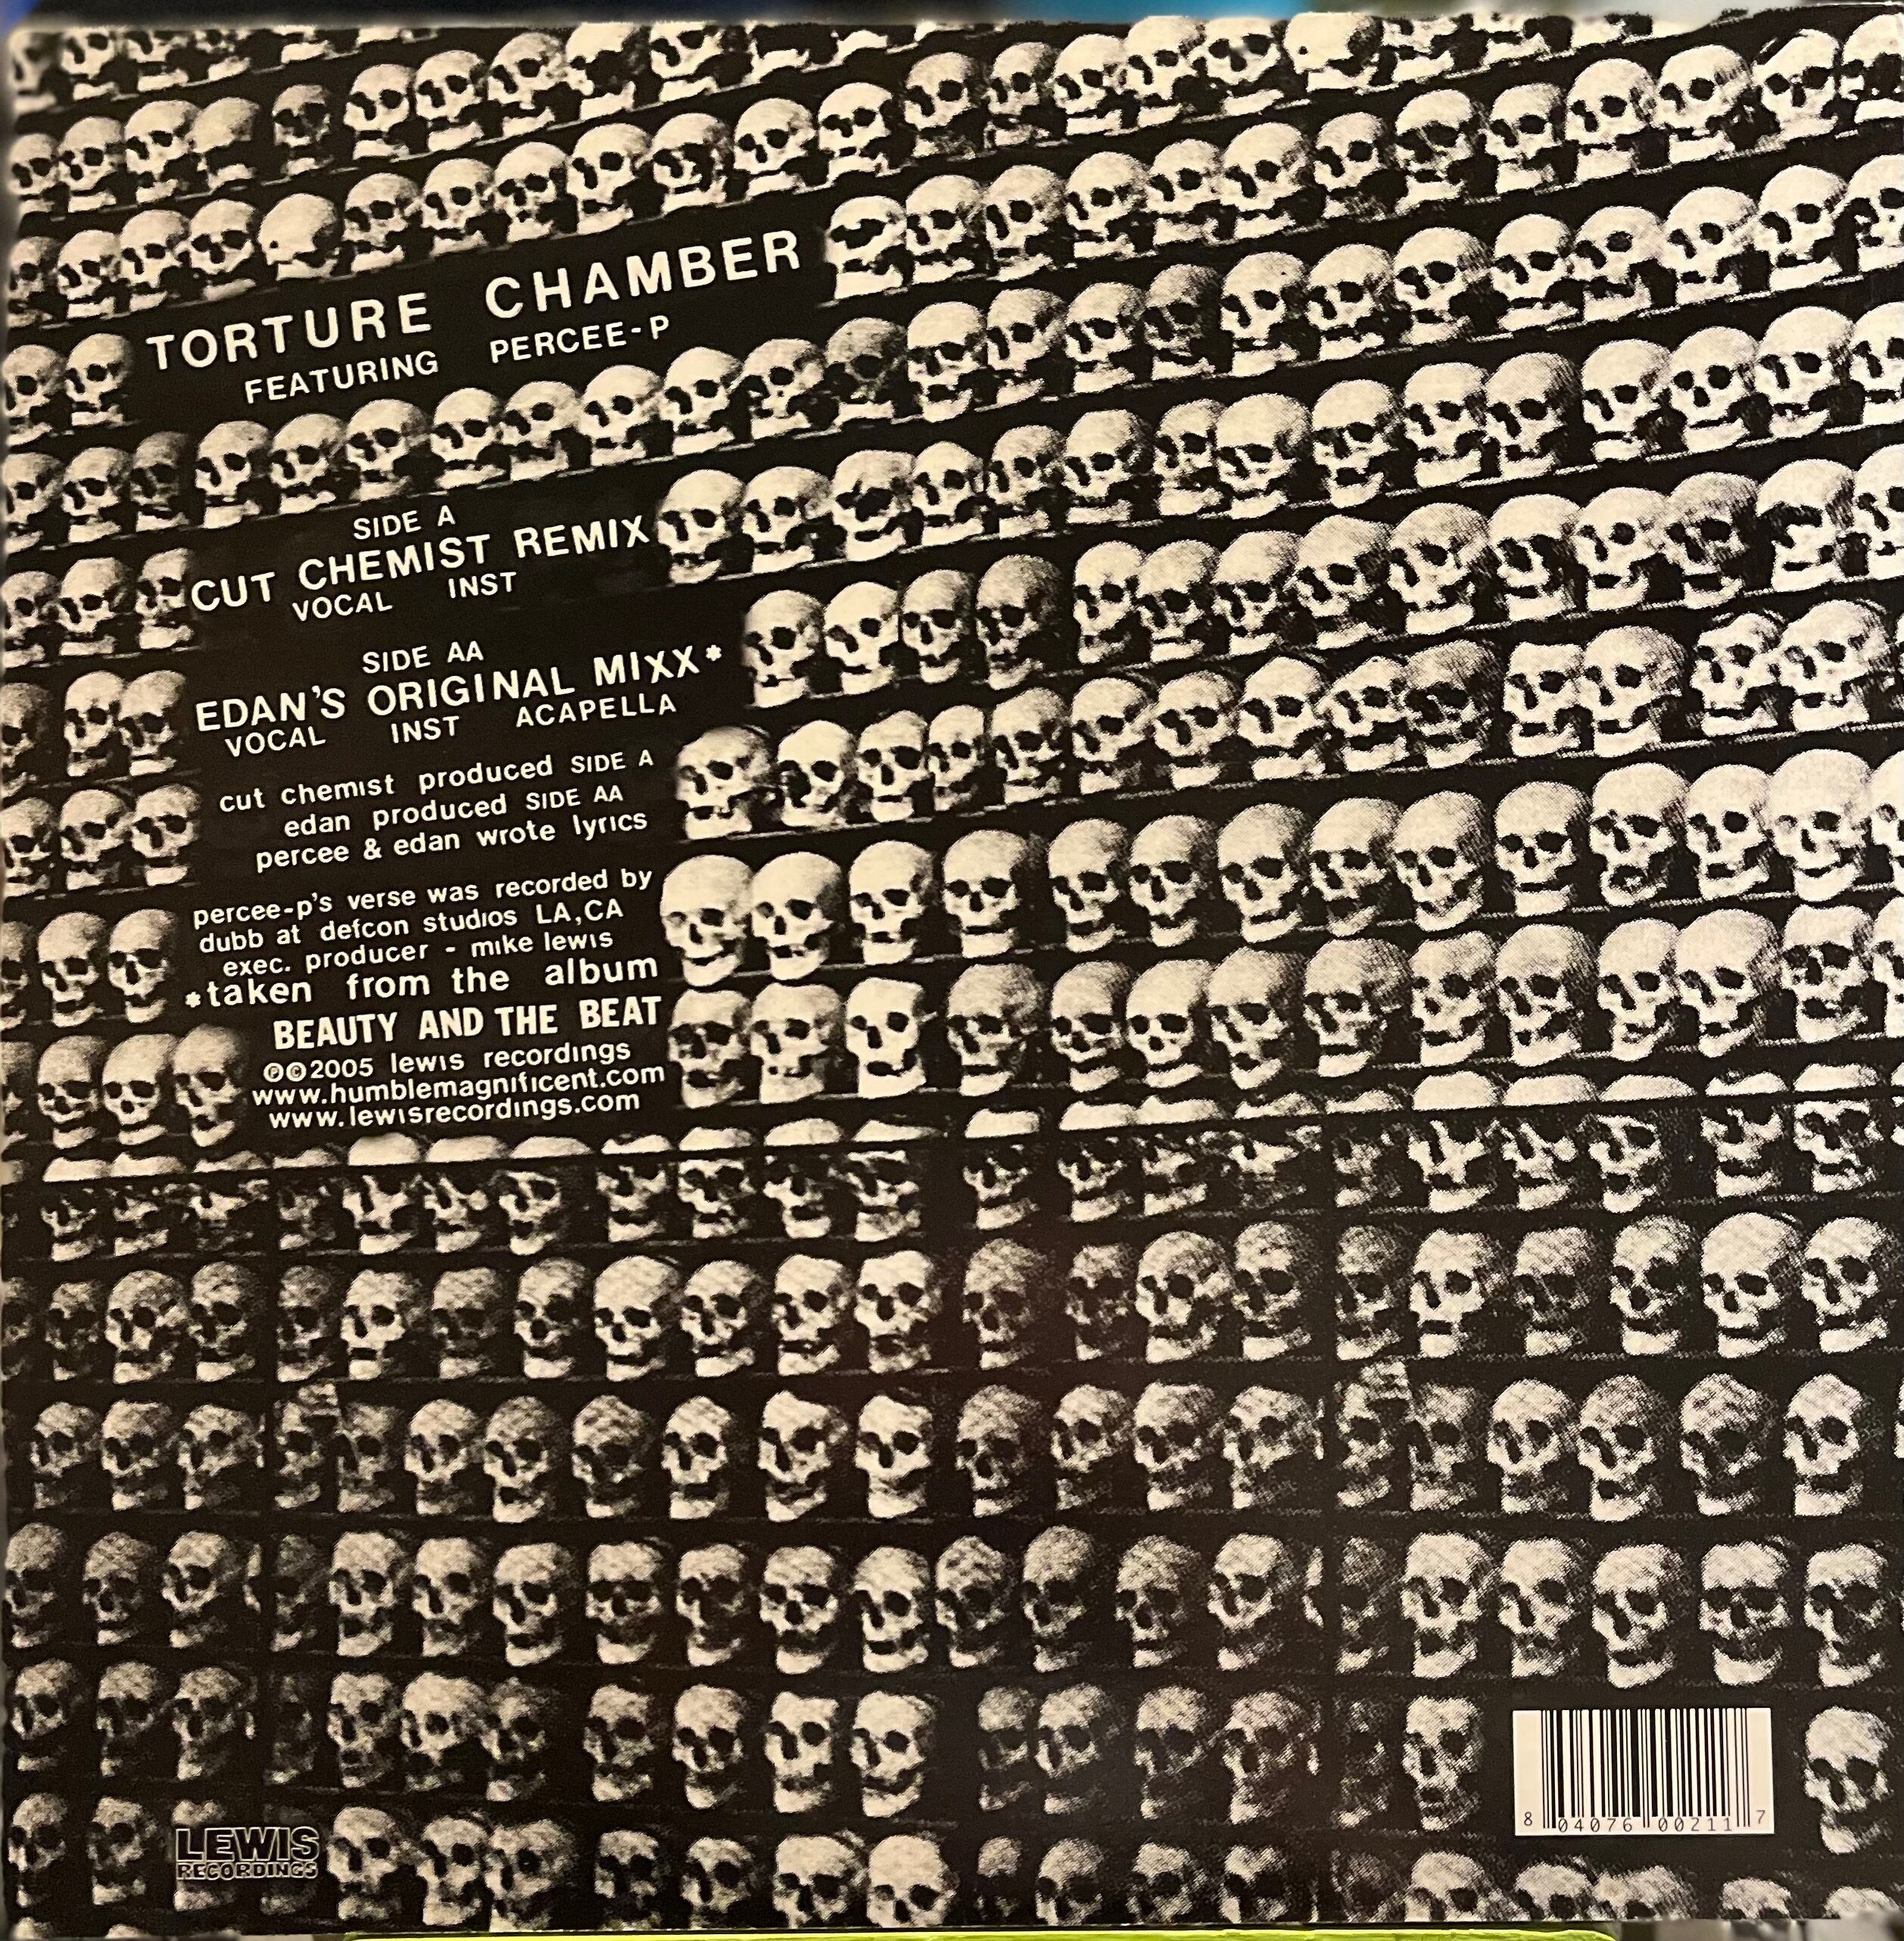 TORTURE CHAMBER
FEATURING PERCEE-P
SIDE A
CUT CHEMIST REMIX
VOCAL INST
SIDE AA
EDAN'S ORIGINAL MIXX*
VOCAL INST ACAPELLA
cut chemist produced SIDE A
edan produced SIDE AA
percee & edan wrote lyrics
percee-p's verse was recorded by
dubb at defcon studios LA,CA
exec. producer - mike lewis
*taken from the album
BEAUTY AND THE BEAT
℗©2005 lewis recordings
www.humblemagnificent.com
www.lewisrecordings.com
LEWIS
RECORDINGS
8 04076 00211 7